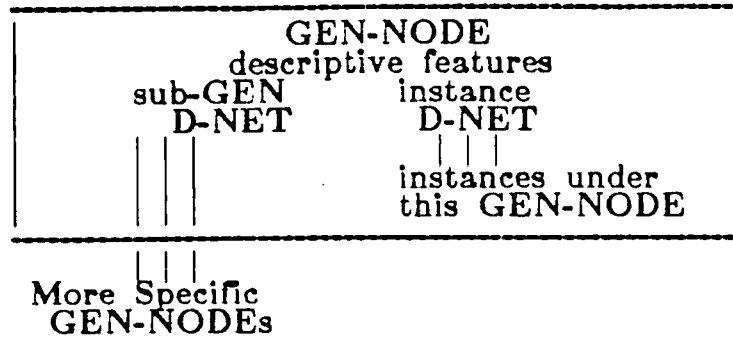 GEN-NODE
descriptive features
sub-GEN instance
D-NET D-NET
instances under
this GEN-NODE
More Specific
GEN-NODEs